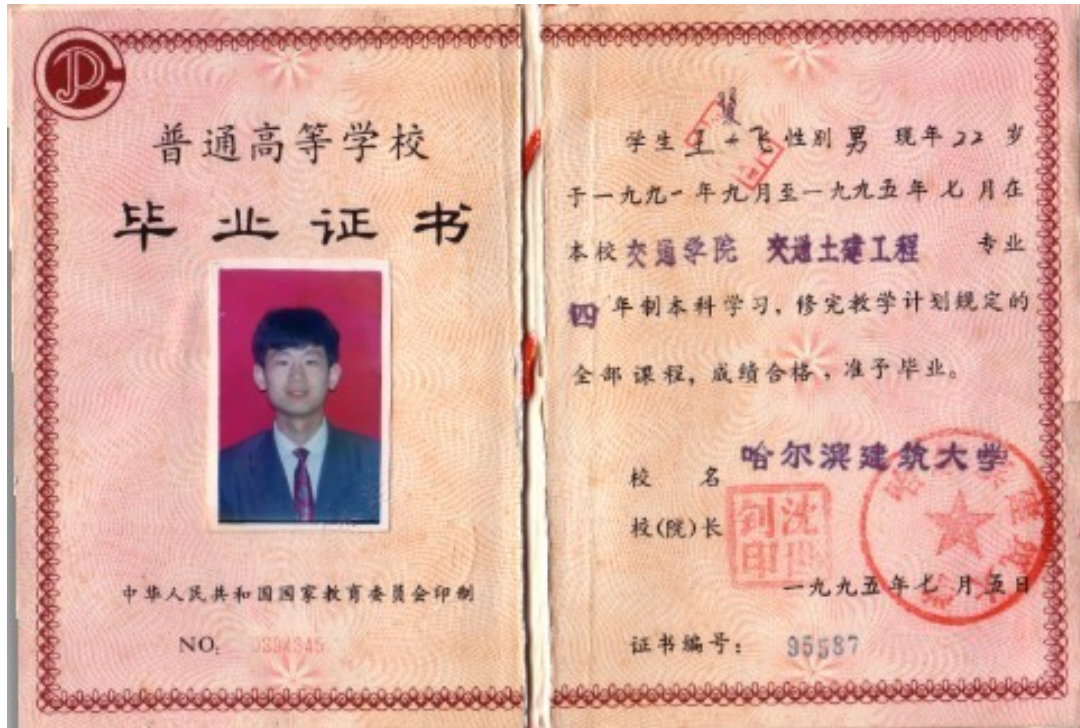 普通高等学校
毕业证书
中华人民共和国国家教育委员会印制
NO:
学生 王 飞 性别 男 现年 22 岁
于一九九一年九月至一九九五年七月在
本校 交通学院 交通土建工程 专业
四年制本科学习，修完教学计划规定的
全部课程，成绩合格，准予毕业。
校名 哈尔滨建筑大学
校(院)长
一九九五年七月五日
证书编号： 95587